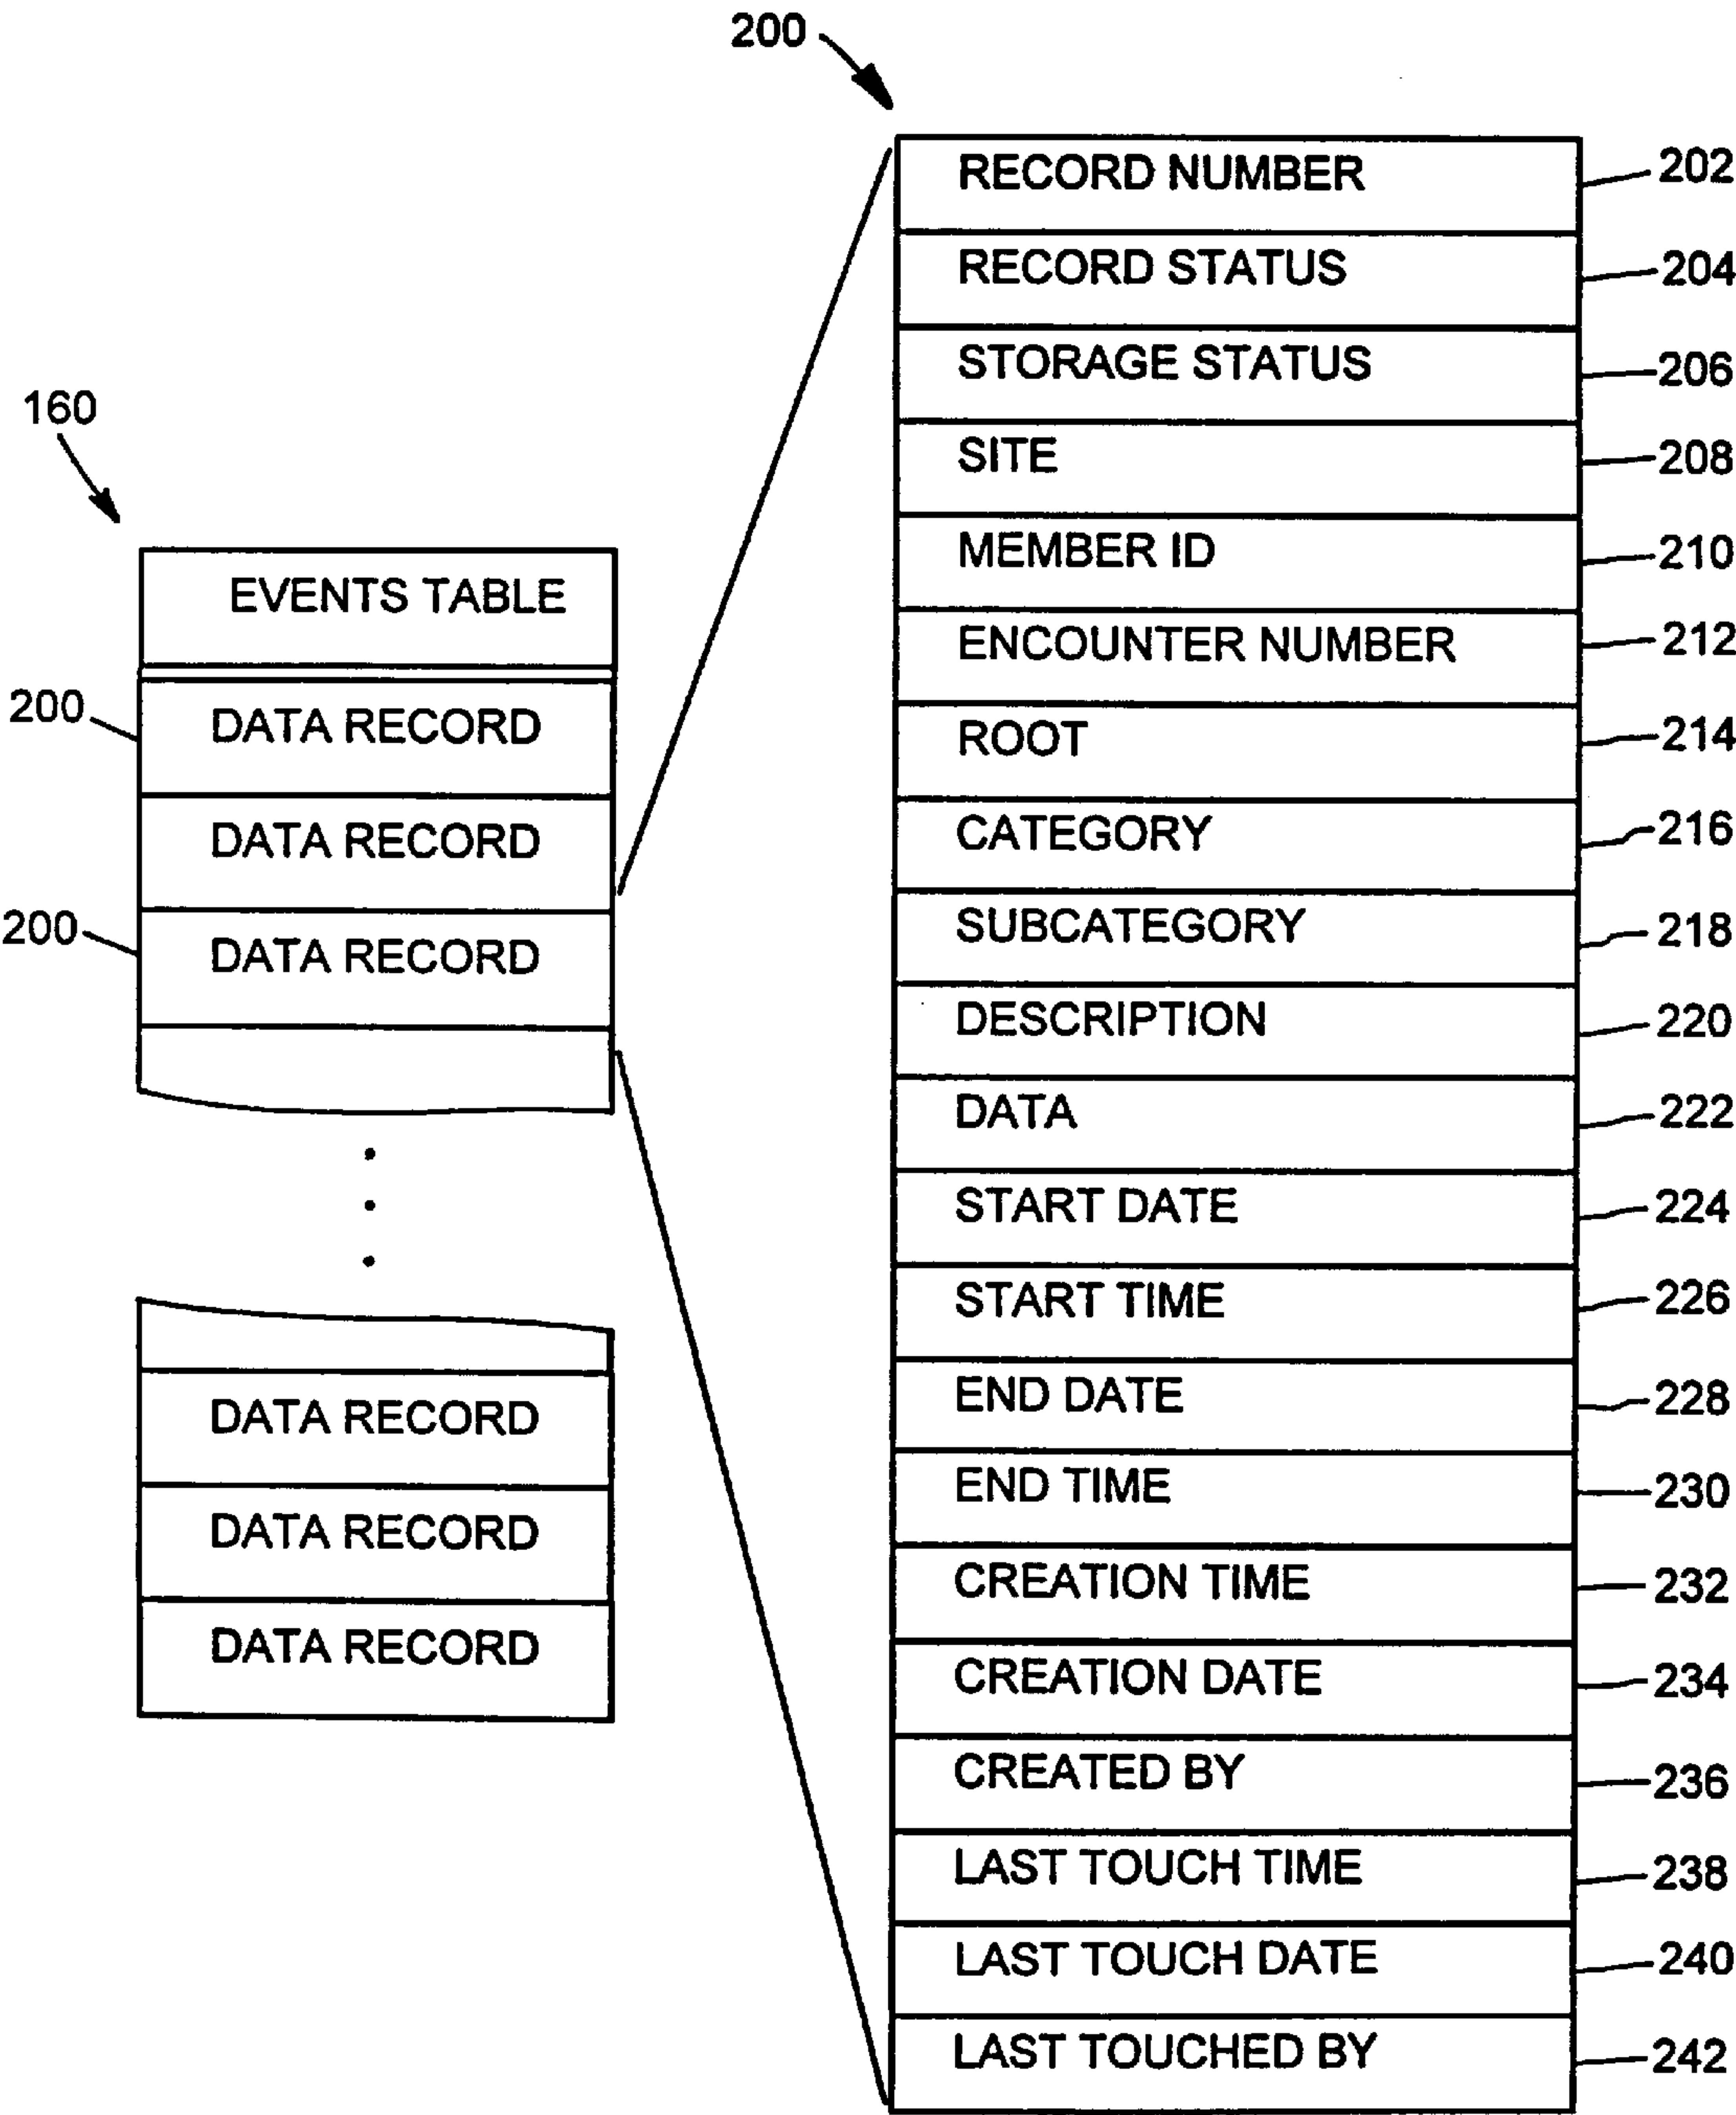 200
RECORD NUMBER 202
RECORD STATUS 204
STORAGE STATUS 206
SITE 208
MEMBER ID 210
ENCOUNTER NUMBER 212
ROOT 214
CATEGORY 216
SUBCATEGORY 218
DESCRIPTION 220
DATA 222
START DATE 224
START TIME 226
END DATE 228
END TIME 230
CREATION TIME 232
CREATION DATE 234
CREATED BY 236
LAST TOUCH TIME 238
LAST TOUCH DATE 240
LAST TOUCHED BY 242
160
EVENTS TABLE
200 DATA RECORD
DATA RECORD
200 DATA RECORD
DATA RECORD
DATA RECORD
DATA RECORD